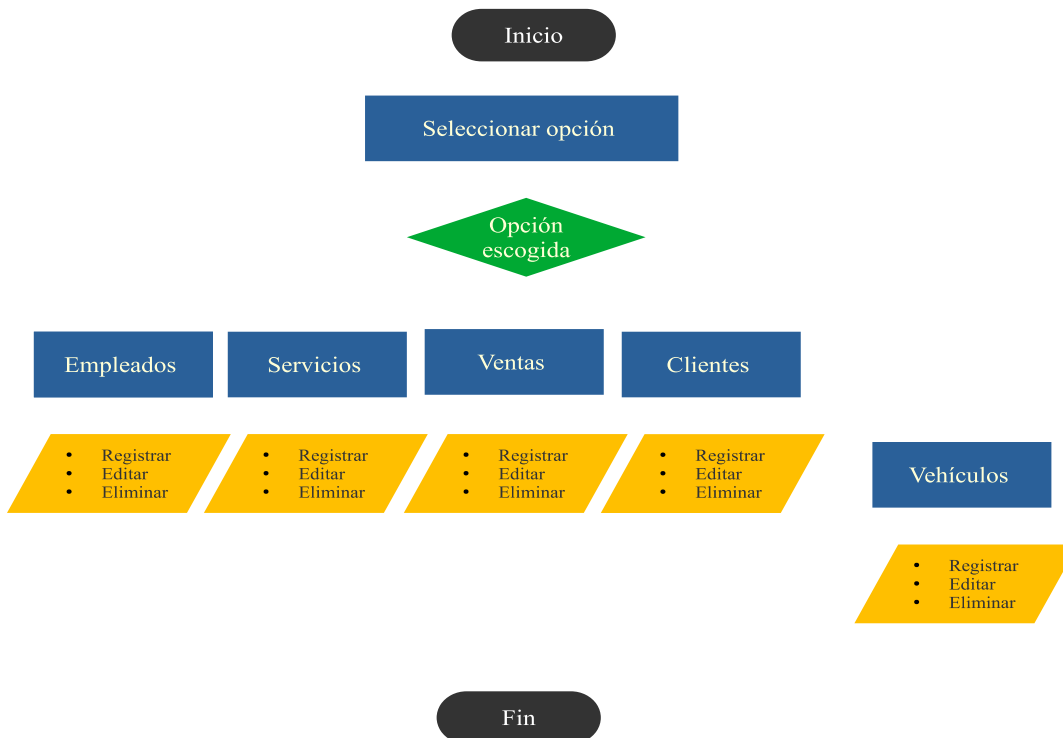 Inicio
Seleccionar opción
Opción
escogida
Empleados
Servicios
Ventas
Clientes
• Registrar
• Editar
• Eliminar
• Registrar
• Editar
• Eliminar
• Registrar
• Editar
• Eliminar
• Registrar
• Editar
• Eliminar
Vehículos
• Registrar
• Editar
• Eliminar
Fin